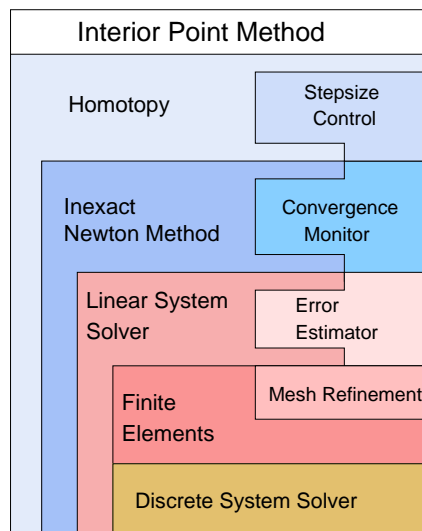 Interior Point Method
Homotopy
Stepsize
Control
Inexact
Newton Method
Convergence
Monitor
Linear System
Solver
Error
Estimator
Finite
Elements
Mesh Refinement
Discrete System Solver